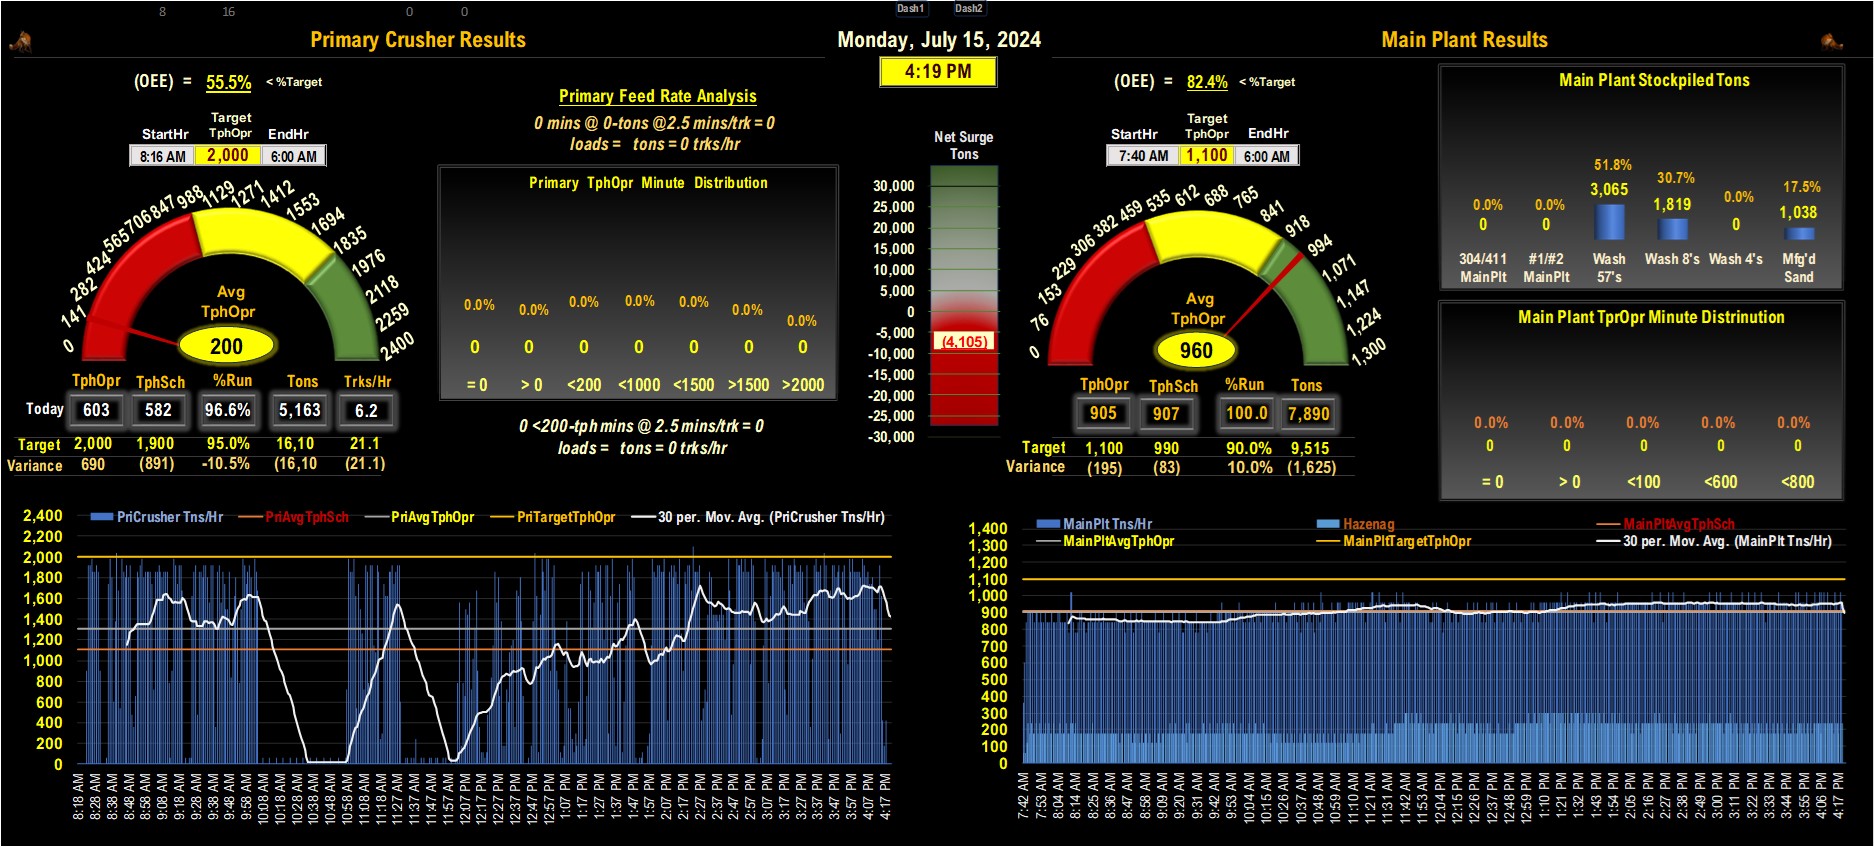 8 16 0 0 Dash1 Dash2
Primary Crusher Results
Monday, July 15, 2024
Main Plant Results
4:19 PM
(OEE) = 55.5% < %Target
Target
StartHr TphOpr EndHr
8:16 AM 2,000 6:00 AM
0 141 282 424 565 706 847 988 1129 1271 1412 1553 1694 1835 1976 2118 2259 2400
Avg
TphOpr
200
TphOpr TphSch %Run Tons Trks/Hr
Today 603 582 96.6% 5,163 6.2
Target 2,000 1,900 95.0% 16,10 21.1
Variance 690 (891) -10.5% (16,10 (21.1)
Primary Feed Rate Analysis
0 mins @ 0-tons @2.5 mins/trk = 0
loads = tons = 0 trks/hr
Primary TphOpr Minute Distribution
0.0% 0.0% 0.0% 0.0% 0.0% 0.0% 0.0%
0 0 0 0 0 0 0
= 0 > 0 <200 <1000 <1500 >1500 >2000
0 <200-tph mins @ 2.5 mins/trk = 0
loads = tons = 0 trks/hr
Net Surge
Tons
30,000
25,000
20,000
15,000
10,000
5,000
0
-5,000
(4,105)
-10,000
-15,000
-20,000
-25,000
-30,000
(OEE) = 82.4% < %Target
Target
StartHr TphOpr EndHr
7:40 AM 1,100 6:00 AM
0 76 153 229 306 382 459 535 612 688 765 841 918 994 1,071 1,147 1,224 1,300
Avg
TphOpr
960
TphOpr TphSch %Run Tons
905 907 100.0 7,890
Target 1,100 990 90.0% 9,515
Variance (195) (83) 10.0% (1,625)
Main Plant Stockpiled Tons
0.0% 0.0% 51.8% 30.7% 0.0% 17.5%
0 0 3,065 1,819 0 1,038
304/411 #1/#2 Wash Wash 8's Wash 4's Mfg'd
MainPlt MainPlt 57's Sand
Main Plant TprOpr Minute Distrinution
0.0% 0.0% 0.0% 0.0% 0.0%
0 0 0 0 0
= 0 > 0 <100 <600 <800
PriCrusher Tns/Hr PriAvgTphSch PriAvgTphOpr PriTargetTphOpr 30 per. Mov. Avg. (PriCrusher Tns/Hr)
2,400
2,200
2,000
1,800
1,600
1,400
1,200
1,000
800
600
400
200
0
8:18 AM 8:28 AM 8:38 AM 8:48 AM 8:58 AM 9:08 AM 9:18 AM 9:28 AM 9:38 AM 9:48 AM 9:58 AM 10:08 AM 10:18 AM 10:28 AM 10:38 AM 10:48 AM 10:58 AM 11:08 AM 11:18 AM 11:27 AM 11:37 AM 11:47 AM 11:57 AM 12:07 PM 12:17 PM 12:27 PM 12:37 PM 12:47 PM 12:57 PM 1:07 PM 1:17 PM 1:27 PM 1:37 PM 1:47 PM 1:57 PM 2:07 PM 2:17 PM 2:27 PM 2:37 PM 2:47 PM 2:57 PM 3:07 PM 3:17 PM 3:27 PM 3:37 PM 3:47 PM 3:57 PM 4:07 PM 4:17 PM
MainPlt Tns/Hr Hazenag MainPltAvgTphSch
MainPltAvgTphOpr MainPltTargetTphOpr 30 per. Mov. Avg. (MainPlt Tns/Hr)
1,400
1,300
1,200
1,100
1,000
900
800
700
600
500
400
300
200
100
0
7:42 AM 7:53 AM 8:04 AM 8:14 AM 8:25 AM 8:36 AM 8:47 AM 8:58 AM 9:09 AM 9:20 AM 9:31 AM 9:42 AM 9:53 AM 10:04 AM 10:15 AM 10:26 AM 10:37 AM 10:48 AM 10:59 AM 11:10 AM 11:21 AM 11:31 AM 11:42 AM 11:53 AM 12:04 PM 12:15 PM 12:26 PM 12:37 PM 12:48 PM 12:59 PM 1:10 PM 1:21 PM 1:32 PM 1:43 PM 1:54 PM 2:05 PM 2:16 PM 2:27 PM 2:38 PM 2:49 PM 3:00 PM 3:11 PM 3:22 PM 3:33 PM 3:44 PM 3:55 PM 4:06 PM 4:17 PM